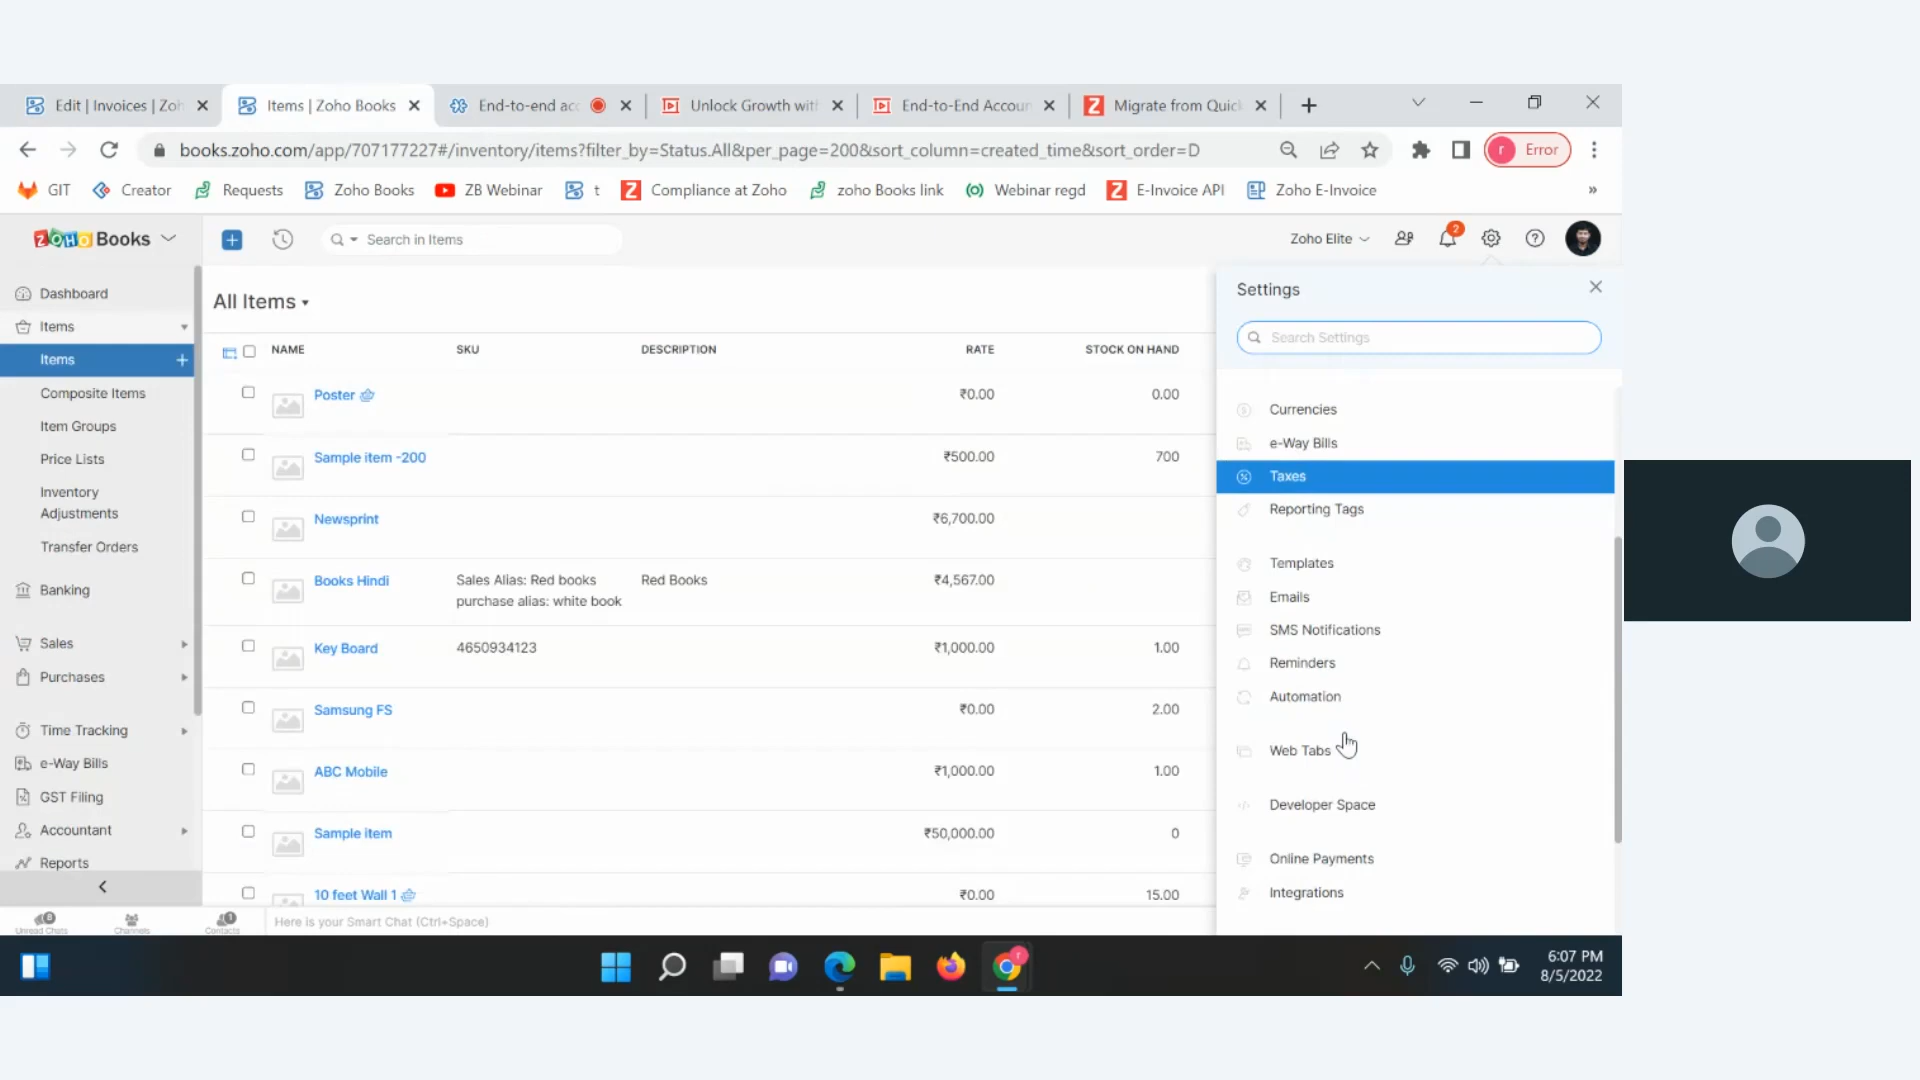 Edit | Invoices | Zoh
Items | Zoho Books
End-to-end acc
Unlock Growth with
End-to-End Accoun
Migrate from Quick
books.zoho.com/app/707177227#/inventory/items?filter_by=Status.All&per_page=200&sort_column=created_time&sort_order=D
r Error
GIT
Creator
Requests
Zoho Books
ZB Webinar
t
Compliance at Zoho
zoho Books link
Webinar regd
E-Invoice API
Zoho E-Invoice
»
ZOHO Books
Search in Items
Zoho Elite
2
Dashboard
Items
Items
Composite Items
Item Groups
Price Lists
Inventory
Adjustments
Transfer Orders
Banking
Sales
Purchases
Time Tracking
e-Way Bills
GST Filing
Accountant
Reports
All Items
NAME SKU DESCRIPTION RATE STOCK ON HAND
Poster ₹0.00 0.00
Sample item -200 ₹500.00 700
Newsprint ₹6,700.00
Books Hindi Sales Alias: Red books Red Books ₹4,567.00
purchase alias: white book
Key Board 4650934123 ₹1,000.00 1.00
Samsung FS ₹0.00 2.00
ABC Mobile ₹1,000.00 1.00
Sample item ₹50,000.00 0
10 feet Wall 1 ₹0.00 15.00
Settings
Search Settings
Currencies
e-Way Bills
Taxes
Reporting Tags
Templates
Emails
SMS Notifications
Reminders
Automation
Web Tabs
Developer Space
Online Payments
Integrations
Unread Chats
Channels
Contacts
Here is your Smart Chat (Ctrl+Space)
6:07 PM
8/5/2022